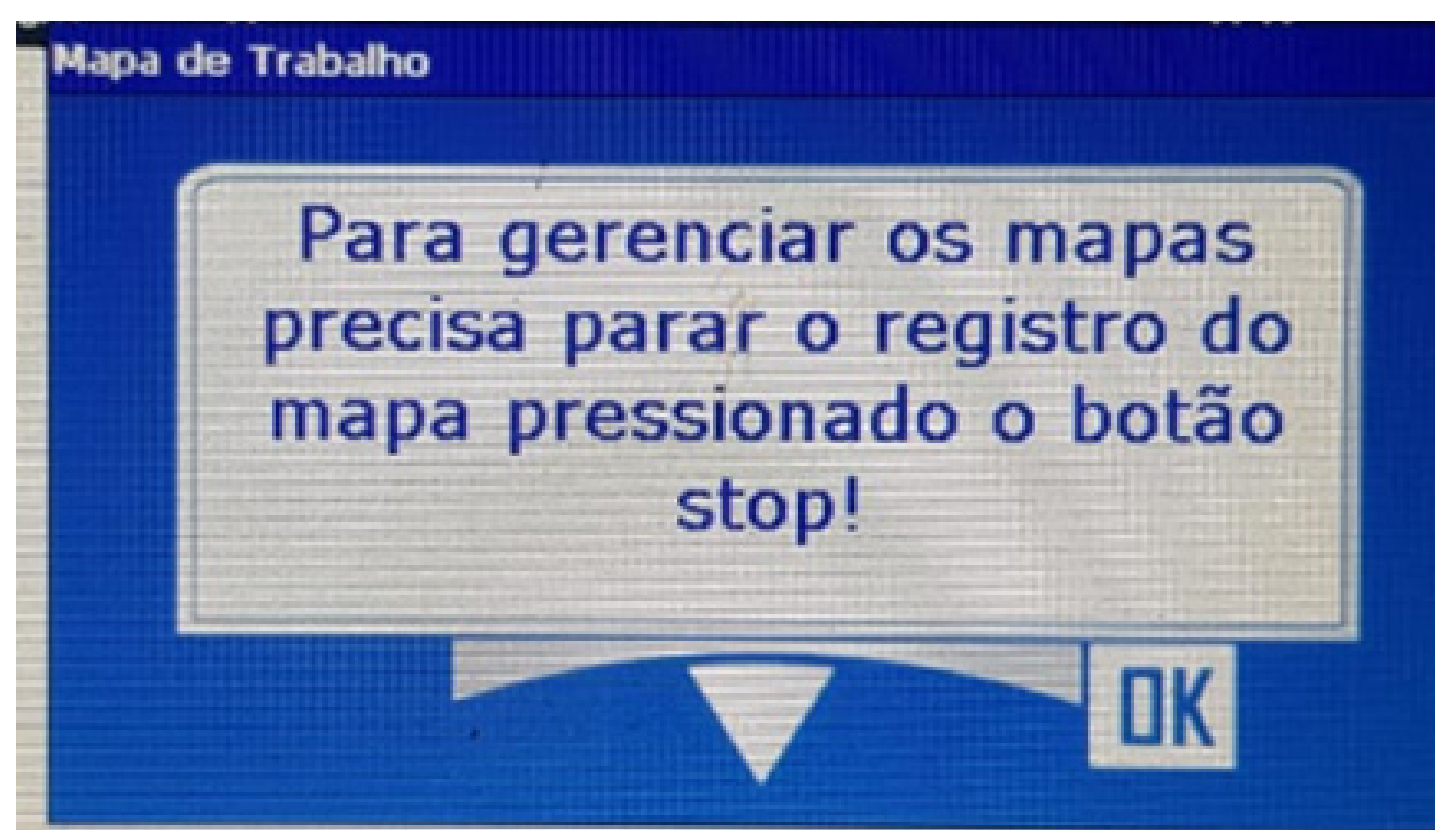 Mapa de Trabalho
Para gerenciar os mapas
precisa parar o registro do
mapa pressionado o botão
stop!
OK